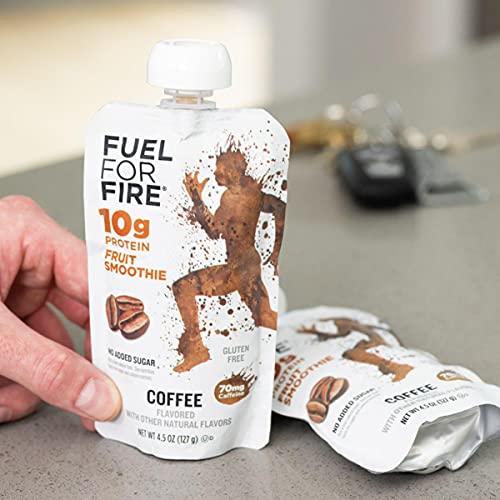 FUEL
FOR
FIRE®
10g
PROTEIN
FRUIT
SMOOTHIE
NO ADDED SUGAR
GLUTEN
FREE
70mg
Caffeine
COFFEE
FLAVORED
WITH OTHER NATURAL FLAVORS
NET WT 4.5 OZ (127 g)
PROTEIN
SMOOTHIE
NO ADDED SUGAR
COFFEE
NET WT 4.5 OZ (127 g)